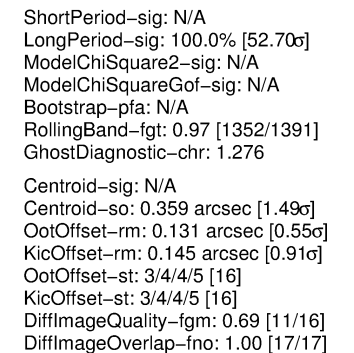 ShortPeriod−sig: N/A
LongPeriod−sig: 100.0% [52.70σ]
ModelChiSquare2−sig: N/A
ModelChiSquareGof−sig: N/A
Bootstrap−pfa: N/A
RollingBand−fgt: 0.97 [1352/1391]
GhostDiagnostic−chr: 1.276
Centroid−sig: N/A
Centroid−so: 0.359 arcsec [1.49σ]
OotOffset−rm: 0.131 arcsec [0.55σ]
KicOffset−rm: 0.145 arcsec [0.91σ]
OotOffset−st: 3/4/4/5 [16]
KicOffset−st: 3/4/4/5 [16]
DiffImageQuality−fgm: 0.69 [11/16]
DiffImageOverlap−fno: 1.00 [17/17]